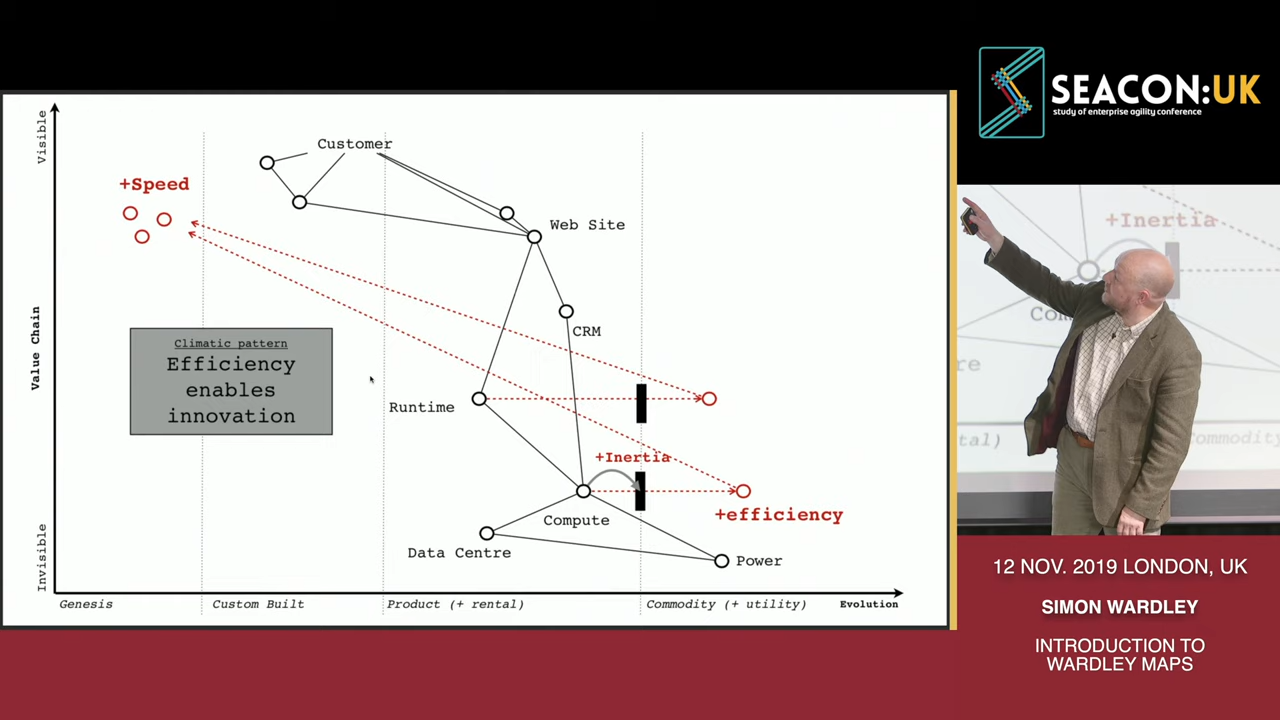 SEACON:UK
study of enterprise agility conference
Visible
Value Chain
Invisible
Customer
+Speed
Web Site
CRM
Climatic pattern
Efficiency
enables
innovation
Runtime
+Inertia
Compute
+efficiency
Data Centre
Power
Genesis
Custom Built
Product (+ rental)
Commodity (+ utility)
Evolution
+Inertia
tal)
12 NOV. 2019 LONDON, UK
SIMON WARDLEY
INTRODUCTION TO
WARDLEY MAPS